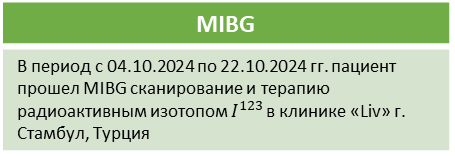 MIBG
В период с 04.10.2024 по 22.10.2024 гг. пациент
прошел MIBG сканирование и терапию
радиоактивным изотопом I¹²³ в клинике «Liv» г.
Стамбул, Турция